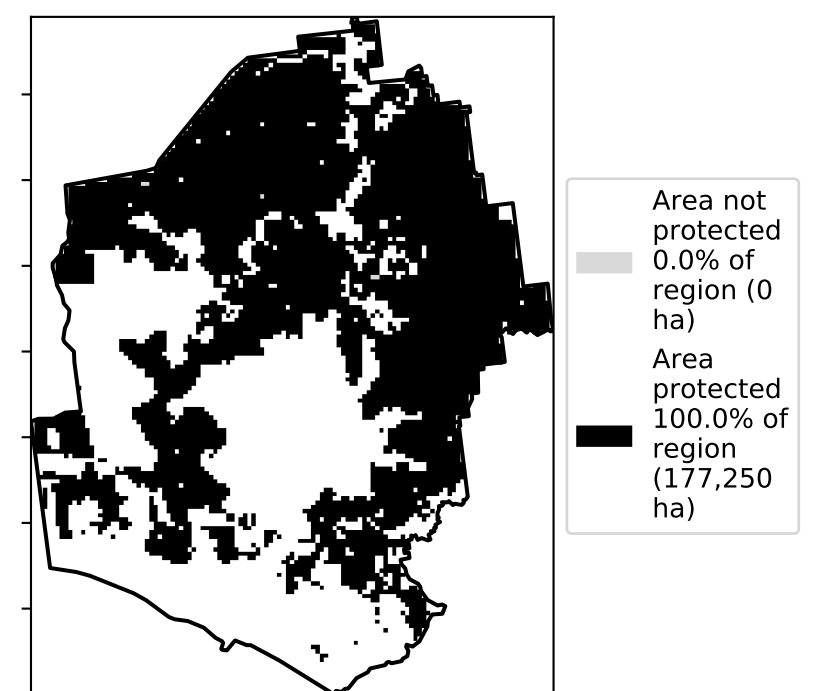 Area not
protected
0.0% of
region (0
ha)
Area
protected
100.0% of
region
(177,250
ha)